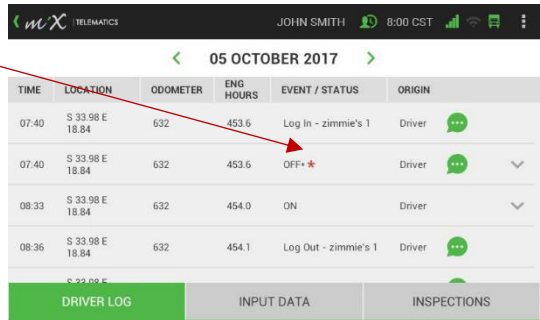 mix TELEMATICS JOHN SMITH 8:00 CST
< 05 OCTOBER 2017 >
TIME LOCATION ODOMETER ENG HOURS EVENT / STATUS ORIGIN
07:40 S 33.98 E 18.84 632 453.6 Log In - zimmie's 1 Driver
07:40 S 33.98 E 18.84 632 453.6 OFF+ * Driver
08:33 S 33.98 E 18.84 632 454.0 ON Driver
08:36 S 33.98 E 18.84 632 454.1 Log Out - zimmie's 1 Driver
S 33.98 E
DRIVER LOG INPUT DATA INSPECTIONS